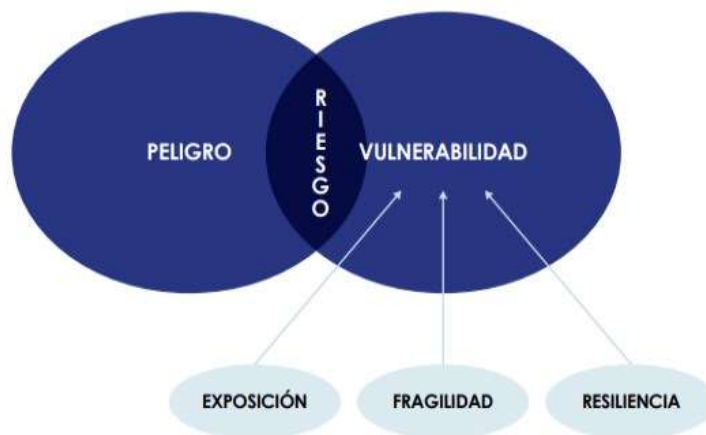 PELIGRO
RIESGO
VULNERABILIDAD
EXPOSICIÓN
FRAGILIDAD
RESILIENCIA